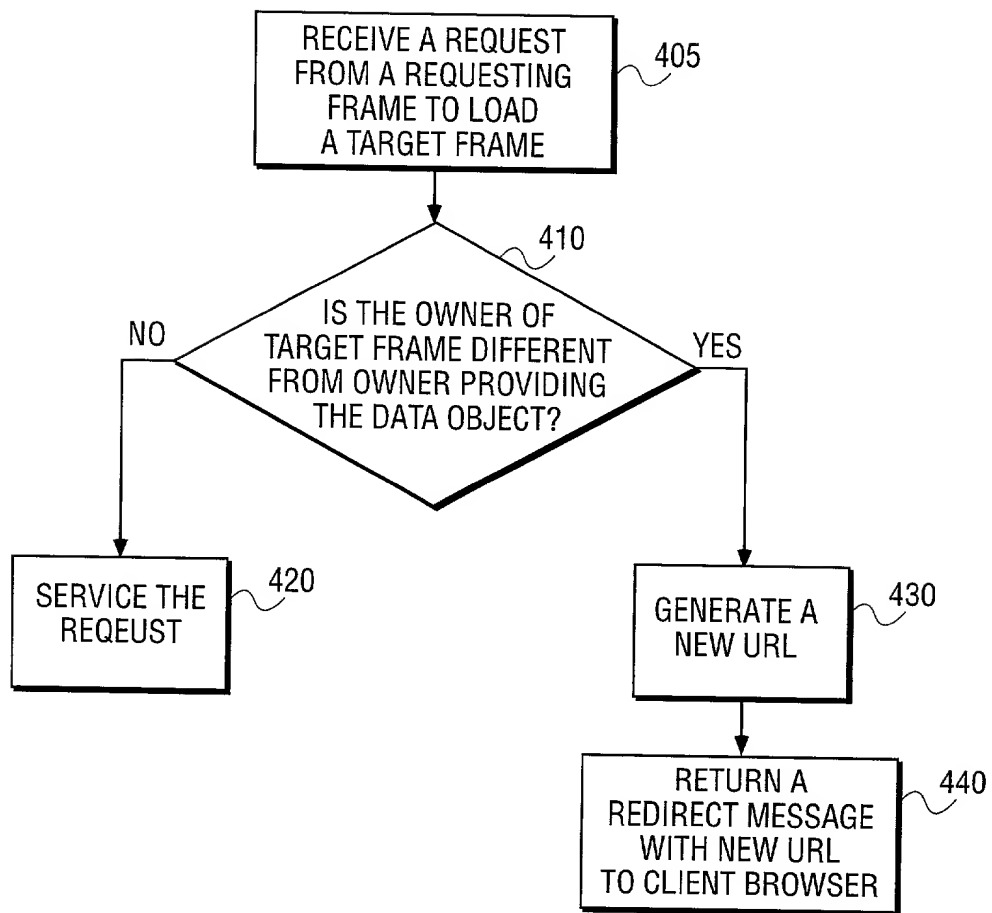 RECEIVE A REQUEST
FROM A REQUESTING
FRAME TO LOAD
A TARGET FRAME
405
410
IS THE OWNER OF
TARGET FRAME DIFFERENT
FROM OWNER PROVIDING
THE DATA OBJECT?
NO
YES
SERVICE THE
REQEUST
420
GENERATE A
NEW URL
430
RETURN A
REDIRECT MESSAGE
WITH NEW URL
TO CLIENT BROWSER
440